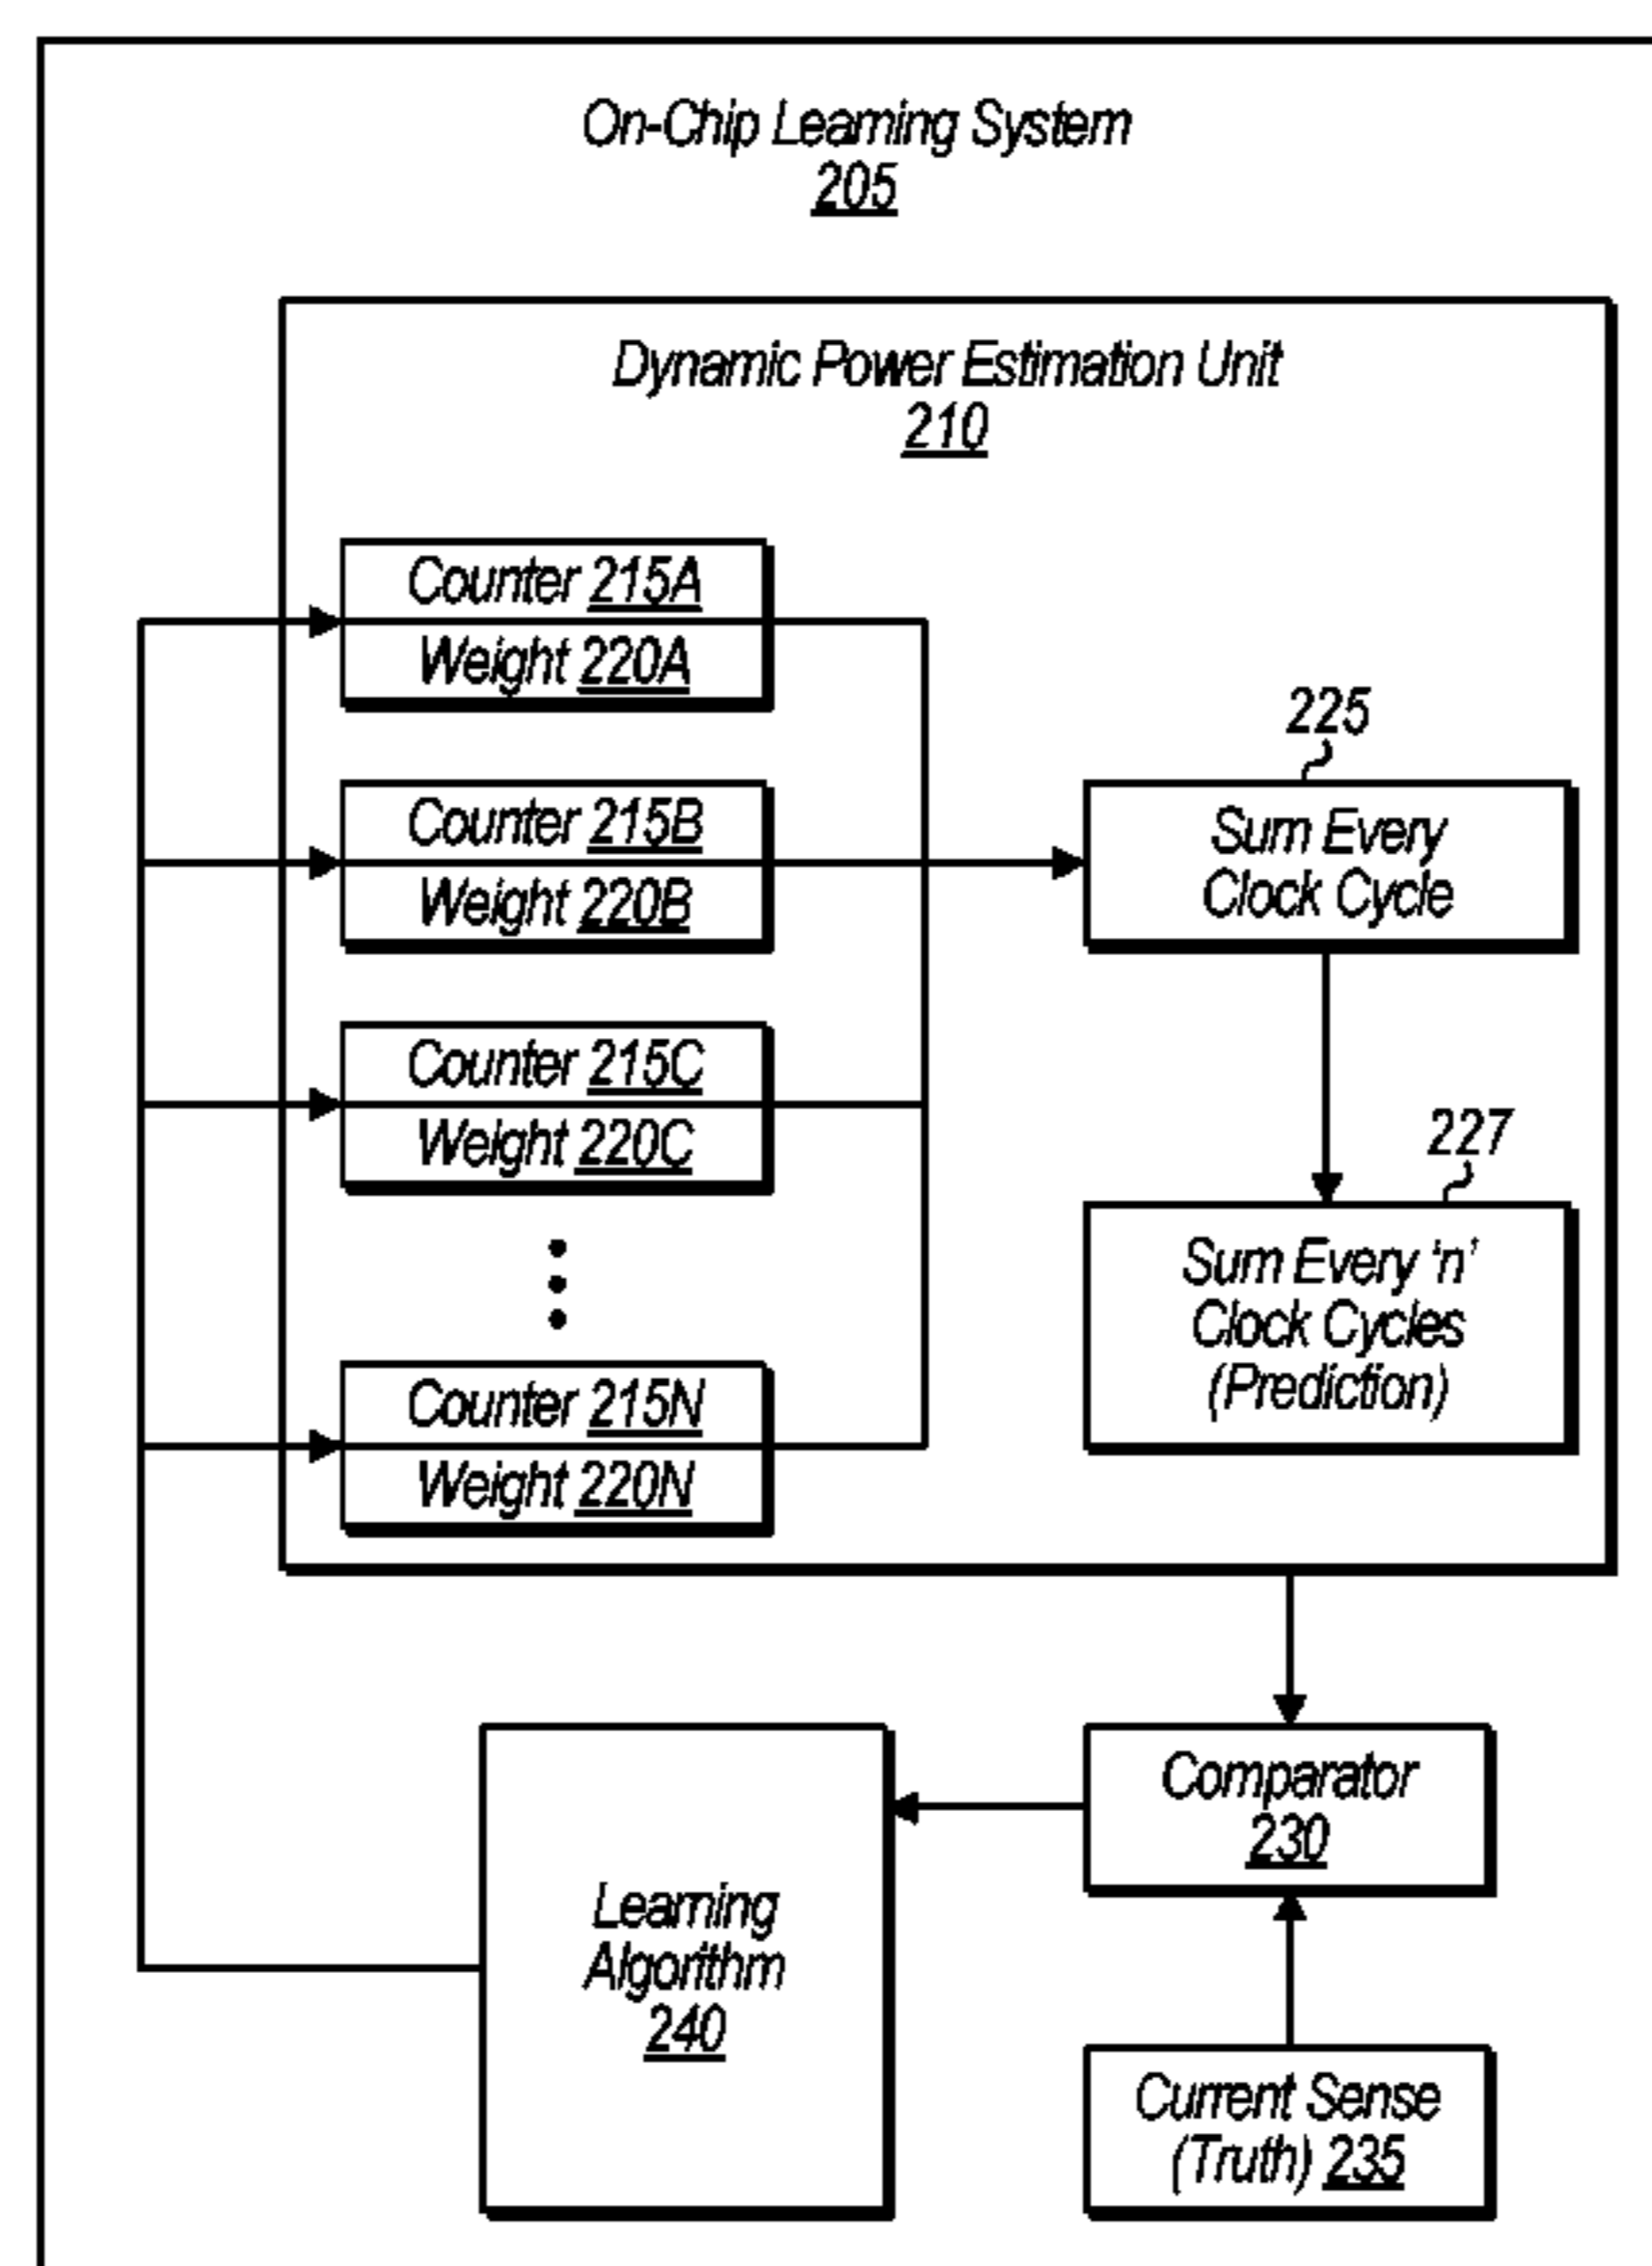 On-Chip Learning System
205
Dynamic Power Estimation Unit
210
Counter 215A
Weight 220A
Counter 215B
Weight 220B
Counter 215C
Weight 220C
Counter 215N
Weight 220N
225
Sum Every
Clock Cycle
227
Sum Every 'n'
Clock Cycles
(Prediction)
Comparator
230
Learning
Algorithm
240
Current Sense
(Truth) 235